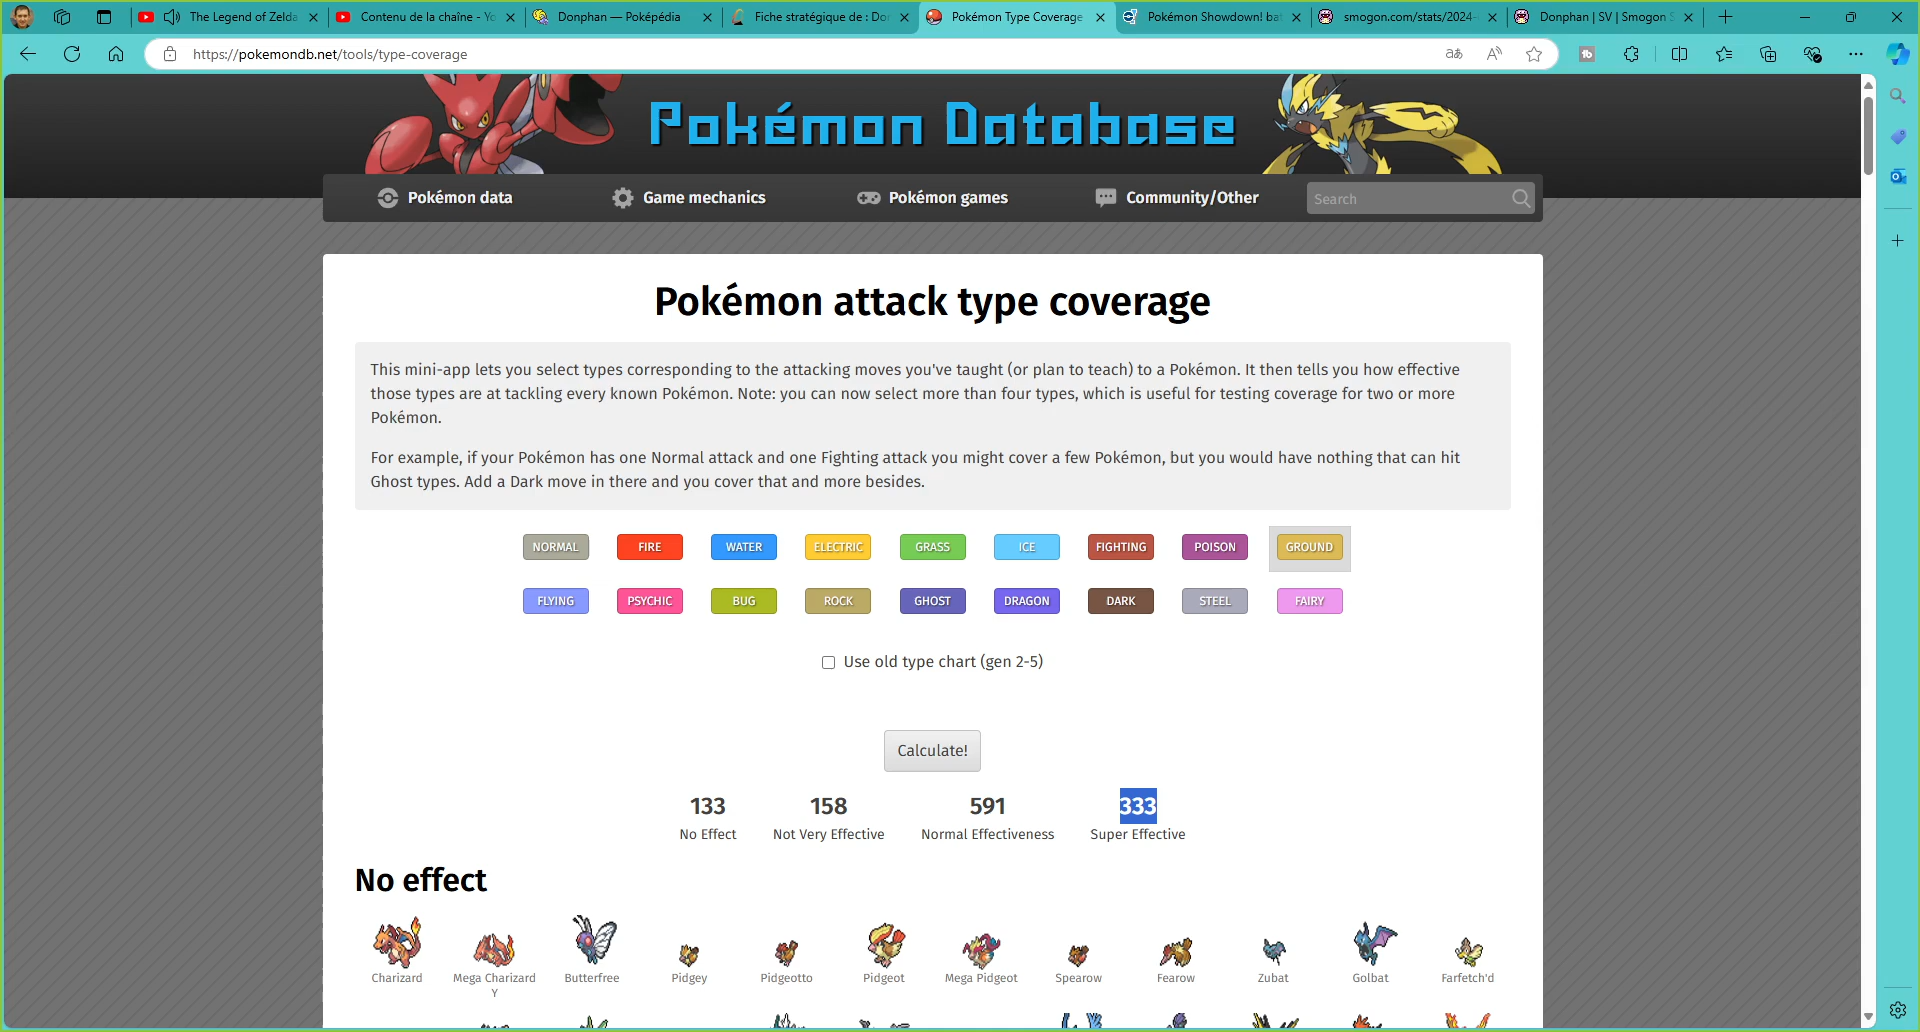 The Legend of Zelda
Contenu de la chaîne - Yo
Donphan — Poképédia
Fiche stratégique de : Do
Pokémon Type Coverage
Pokémon Showdown! ba
smogon.com/stats/2024-
Donphan | SV | Smogon S
https://pokemondb.net/tools/type-coverage
Pokémon Database
Pokémon data
Game mechanics
Pokémon games
Community/Other
Search
Pokémon attack type coverage
This mini-app lets you select types corresponding to the attacking moves you've taught (or plan to teach) to a Pokémon. It then tells you how effective
those types are at tackling every known Pokémon. Note: you can now select more than four types, which is useful for testing coverage for two or more
Pokémon.
For example, if your Pokémon has one Normal attack and one Fighting attack you might cover a few Pokémon, but you would have nothing that can hit
Ghost types. Add a Dark move in there and you cover that and more besides.
NORMAL FIRE WATER ELECTRIC GRASS ICE FIGHTING POISON GROUND
FLYING PSYCHIC BUG ROCK GHOST DRAGON DARK STEEL FAIRY
Use old type chart (gen 2-5)
Calculate!
133 158 591 333
No Effect Not Very Effective Normal Effectiveness Super Effective
No effect
Charizard Mega Charizard Butterfree Pidgey Pidgeotto Pidgeot Mega Pidgeot Spearow Fearow Zubat Golbat Farfetch'd
Y